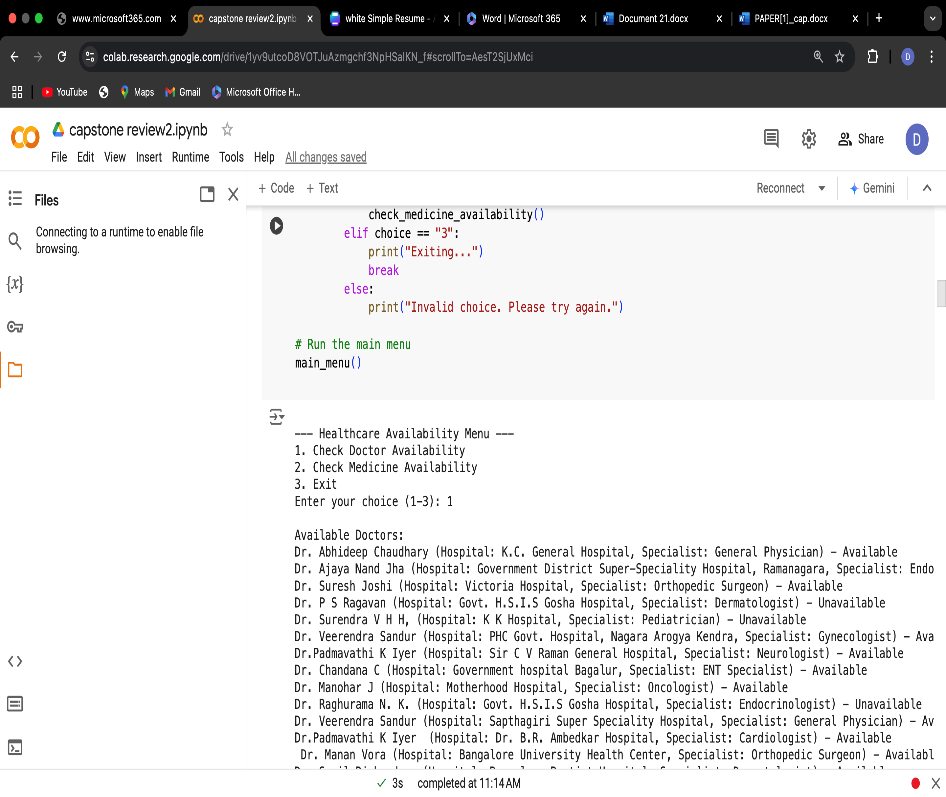 www.microsoft365.com
capstone review2.ipynb
white Simple Resume -
Word | Microsoft 365
Document 21.docx
PAPER[1]_cap.docx
colab.research.google.com/drive/1yv9utcoD8VOTJuAzmgchf3NpHSaIKN_f#scrollTo=AesT2SjUxMci
D
YouTube
Maps
Gmail
Microsoft Office H...
capstone review2.ipynb
File Edit View Insert Runtime Tools Help All changes saved
Share
D
Files
+ Code + Text
Reconnect
Gemini
Connecting to a runtime to enable file
browsing.
{x}
check_medicine_availability()
elif choice == "3":
print("Exiting...")
break
else:
print("Invalid choice. Please try again.")
# Run the main menu
main_menu()
--- Healthcare Availability Menu ---
1. Check Doctor Availability
2. Check Medicine Availability
3. Exit
Enter your choice (1-3): 1
Available Doctors:
Dr. Abhideep Chaudhary (Hospital: K.C. General Hospital, Specialist: General Physician) - Available
Dr. Ajaya Nand Jha (Hospital: Government District Super-Speciality Hospital, Ramanagara, Specialist: Endo
Dr. Suresh Joshi (Hospital: Victoria Hospital, Specialist: Orthopedic Surgeon) - Available
Dr. P S Ragavan (Hospital: Govt. H.S.I.S Gosha Hospital, Specialist: Dermatologist) - Unavailable
Dr. Surendra V H H, (Hospital: K K Hospital, Specialist: Pediatrician) - Unavailable
Dr. Veerendra Sandur (Hospital: PHC Govt. Hospital, Nagara Arogya Kendra, Specialist: Gynecologist) - Ava
Dr.Padmavathi K Iyer (Hospital: Sir C V Raman General Hospital, Specialist: Neurologist) - Available
Dr. Chandana C (Hospital: Government hospital Bagalur, Specialist: ENT Specialist) - Available
Dr. Manohar J (Hospital: Motherhood Hospital, Specialist: Oncologist) - Available
Dr. Raghurama N. K. (Hospital: Govt. H.S.I.S Gosha Hospital, Specialist: Endocrinologist) - Unavailable
Dr. Veerendra Sandur (Hospital: Sapthagiri Super Speciality Hospital, Specialist: General Physician) - Av
Dr.Padmavathi K Iyer (Hospital: Dr. B.R. Ambedkar Hospital, Specialist: Cardiologist) - Available
Dr. Manan Vora (Hospital: Bangalore University Health Center, Specialist: Orthopedic Surgeon) - Availabl
3s completed at 11:14 AM